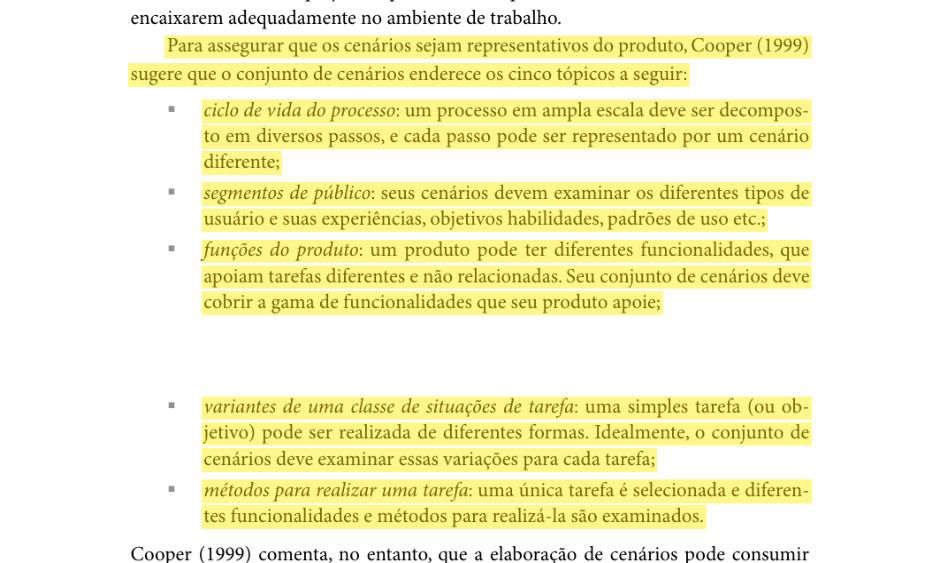 encaixarem adequadamente no ambiente de trabalho.
Para assegurar que os cenários sejam representativos do produto, Cooper (1999)
sugere que o conjunto de cenários enderece os cinco tópicos a seguir:
▪ ciclo de vida do processo: um processo em ampla escala deve ser decompos-
to em diversos passos, e cada passo pode ser representado por um cenário
diferente;
▪ segmentos de público: seus cenários devem examinar os diferentes tipos de
usuário e suas experiências, objetivos habilidades, padrões de uso etc.;
▪ funções do produto: um produto pode ter diferentes funcionalidades, que
apoiam tarefas diferentes e não relacionadas. Seu conjunto de cenários deve
cobrir a gama de funcionalidades que seu produto apoie;
▪ variantes de uma classe de situações de tarefa: uma simples tarefa (ou ob-
jetivo) pode ser realizada de diferentes formas. Idealmente, o conjunto de
cenários deve examinar essas variações para cada tarefa;
▪ métodos para realizar uma tarefa: uma única tarefa é selecionada e diferen-
tes funcionalidades e métodos para realizá-la são examinados.
Cooper (1999) comenta, no entanto, que a elaboração de cenários pode consumir